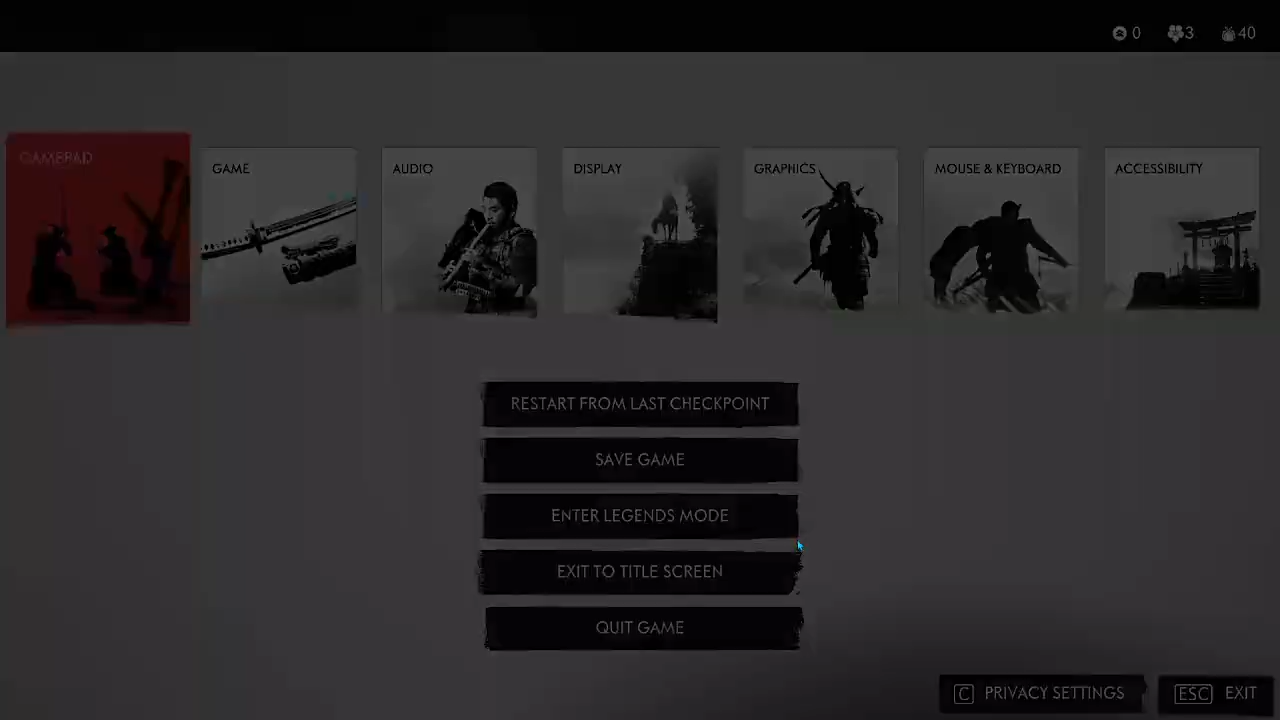 0 3 40
GAMEPAD
GAME
AUDIO
DISPLAY
GRAPHICS
MOUSE & KEYBOARD
ACCESSIBILITY
RESTART FROM LAST CHECKPOINT
SAVE GAME
ENTER LEGENDS MODE
EXIT TO TITLE SCREEN
QUIT GAME
C PRIVACY SETTINGS
ESC EXIT